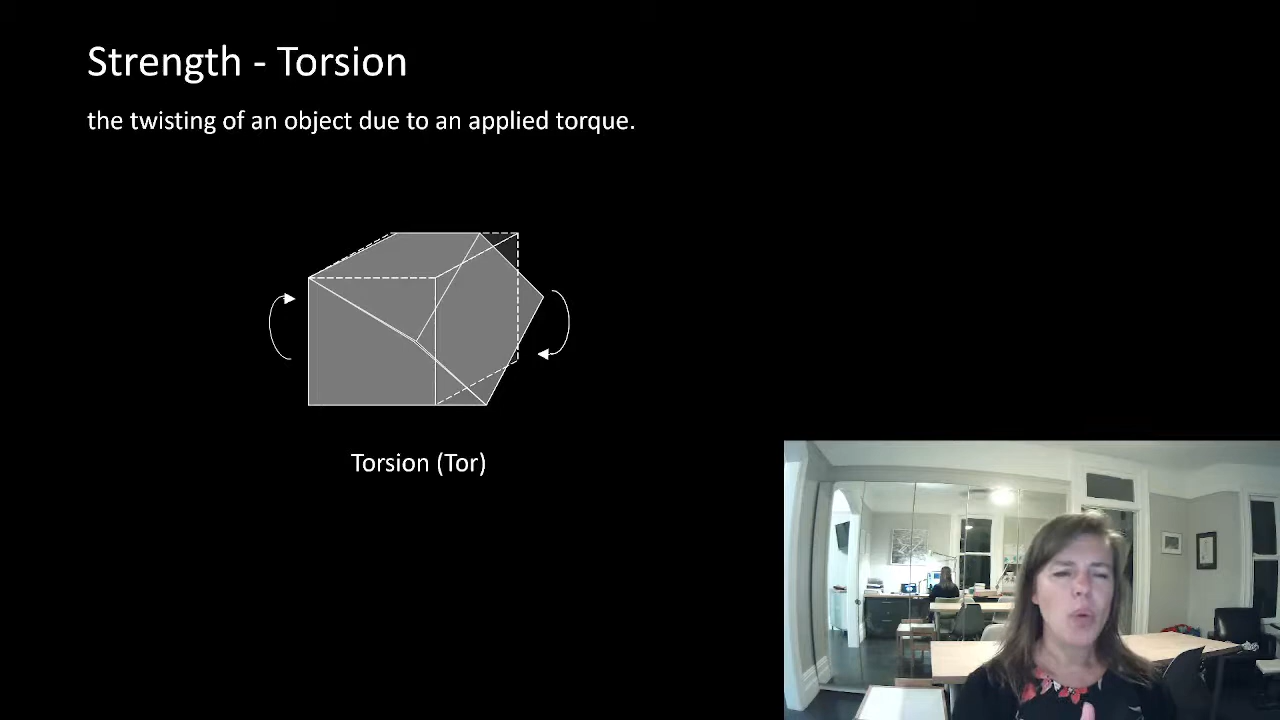 Strength - Torsion
the twisting of an object due to an applied torque.
Torsion (Tor)